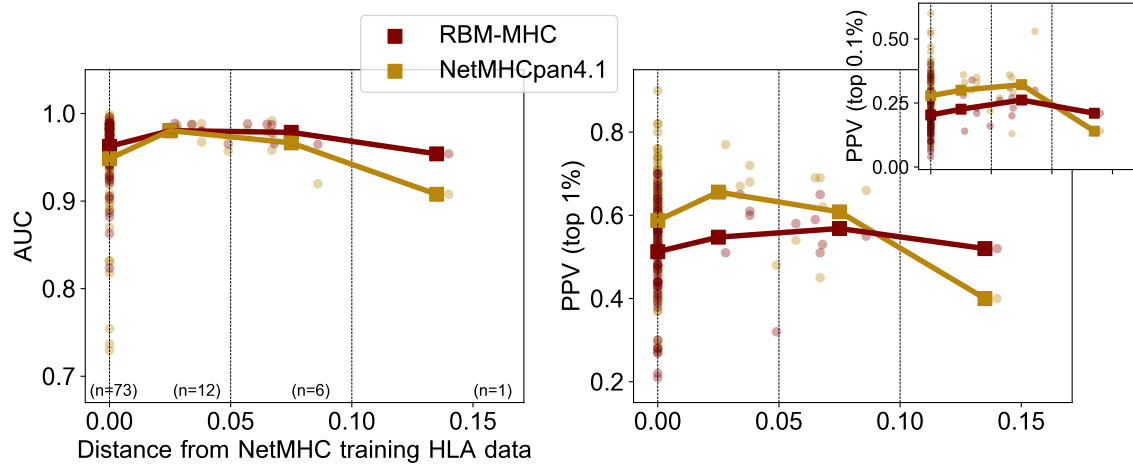 RBM-MHC
NetMHCpan4.1
AUC
1.0
0.9
0.8
0.7
(n=73) (n=12) (n=6) (n=1)
0.00 0.05 0.10 0.15
Distance from NetMHC training HLA data
PPV (top 1%)
0.8
0.6
0.4
0.2
0.00 0.05 0.10 0.15
PPV (top 0.1%)
0.50
0.25
0.00